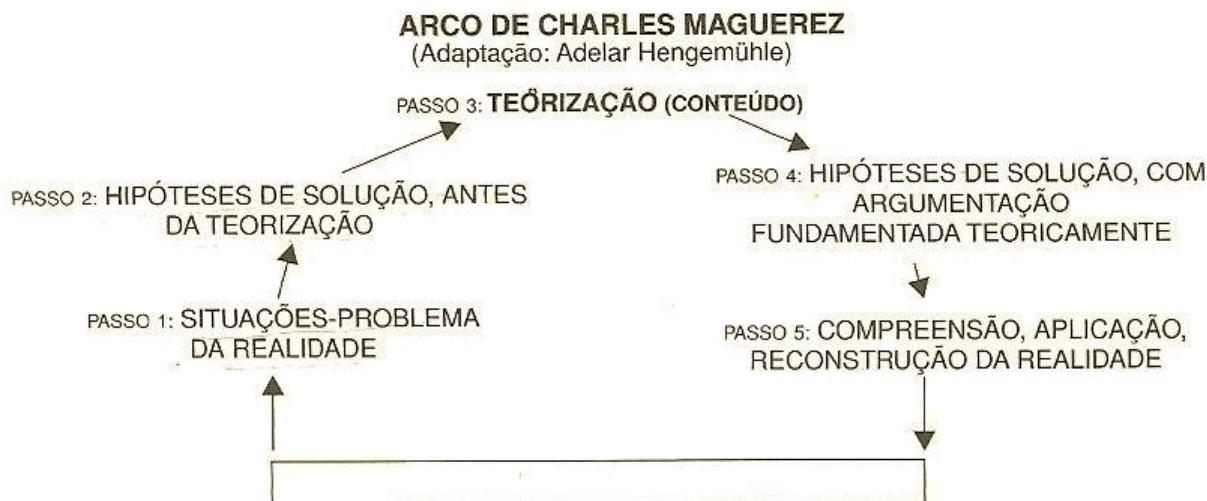 ARCO DE CHARLES MAGUEREZ
(Adaptação: Adelar Hengemühle)
PASSO 3: TEORIZAÇÃO (CONTEÚDO)
PASSO 2: HIPÓTESES DE SOLUÇÃO, ANTES
DA TEORIZAÇÃO
PASSO 4: HIPÓTESES DE SOLUÇÃO, COM
ARGUMENTAÇÃO
FUNDAMENTADA TEORICAMENTE
PASSO 1: SITUAÇÕES-PROBLEMA
DA REALIDADE
PASSO 5: COMPREENSÃO, APLICAÇÃO,
RECONSTRUÇÃO DA REALIDADE